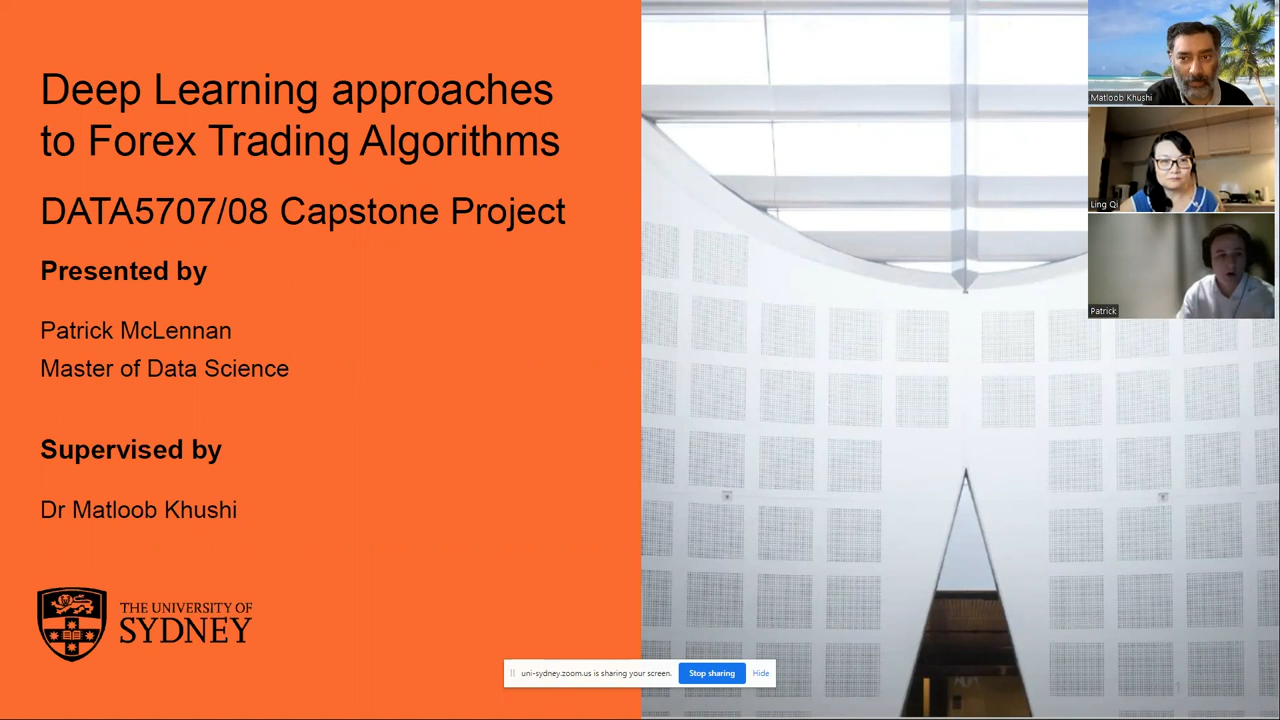 Deep Learning approaches
to Forex Trading Algorithms
DATA5707/08 Capstone Project
Presented by
Patrick McLennan
Master of Data Science
Supervised by
Dr Matloob Khushi
THE UNIVERSITY OF
SYDNEY
Matloob Khushi
Ling Qi
Patrick
uni-sydney.zoom.us is sharing your screen.
Stop sharing
Hide
1